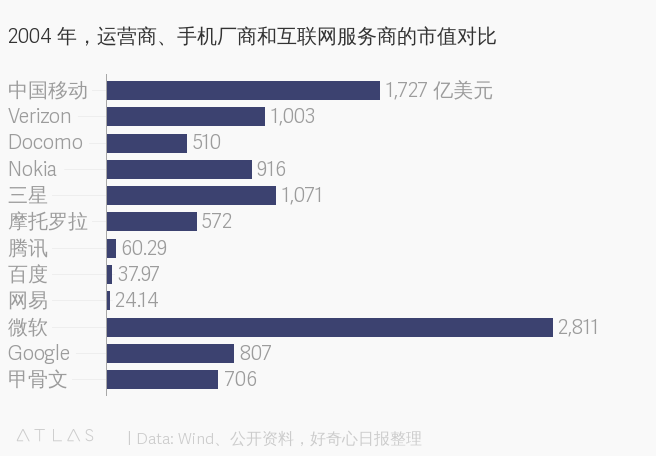 2004 年，运营商、手机厂商和互联网服务商的市值对比
中国移动 1,727 亿美元
Verizon 1,003
Docomo 510
Nokia 916
三星 1,071
摩托罗拉 572
腾讯 60.29
百度 37.97
网易 24.14
微软 2,811
Google 807
甲骨文 706
ATLAS | Data: Wind、公开资料，好奇心日报整理